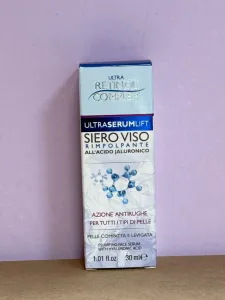 ULTRA
RETINOL
COMPLEX
ULTRASERUMLIFT
SIERO VISO
RIMPOLPANTE
ALL'ACIDO JALURONICO
AZIONE ANTIRUGHE
PER TUTTI I TIPI DI PELLE
PELLE COMPATTA E LEVIGATA
PLUMPING FACE SERUM
WITH HYALURONIC ACID
1.01 fl.oz. 30 ml ℮